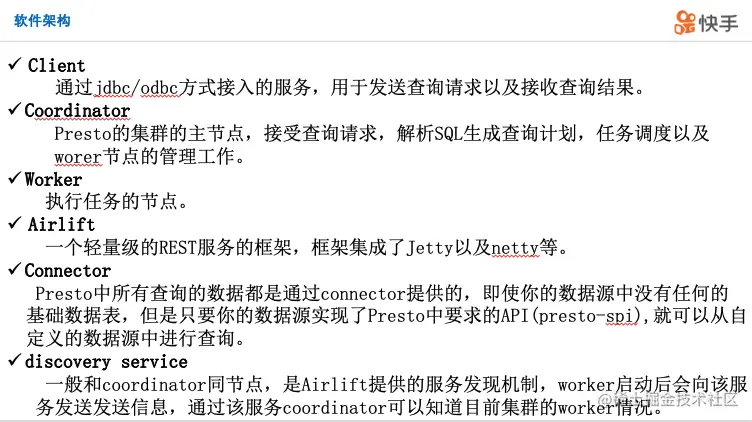 软件架构
快手
✓ Client
通过jdbc/odbc方式接入的服务，用于发送查询请求以及接收查询结果。
✓ Coordinator
Presto的集群的主节点，接受查询请求，解析SQL生成查询计划，任务调度以及
worer节点的管理工作。
✓ Worker
执行任务的节点。
✓ Airlift
一个轻量级的REST服务的框架，框架集成了Jetty以及netty等。
✓ Connector
Presto中所有查询的数据都是通过connector提供的，即使你的数据源中没有任何的
基础数据表，但是只要你的数据源实现了Presto中要求的API(presto-spi),就可以从自
定义的数据源中进行查询。
✓ discovery service
一般和coordinator同节点，是Airlift提供的服务发现机制，worker启动后会向该服
务发送发送信息，通过该服务coordinator可以知道目前集群的worker情况。
@稀土掘金技术社区